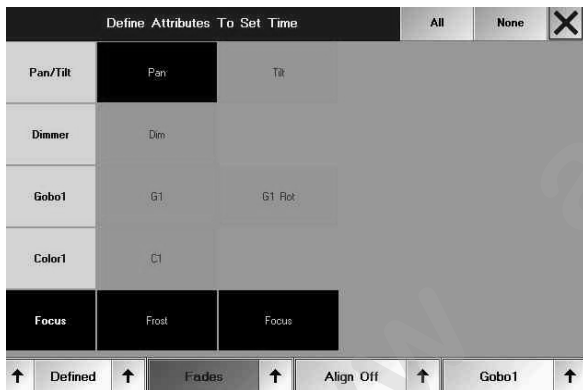 Define Attributes To Set Time All None
Pan/Tilt Pan Tilt
Dimmer Dim
Gobo1 G1 G1 Rot
Color1 C1
Focus Frost Focus
Defined Fades Align Off Gobo1